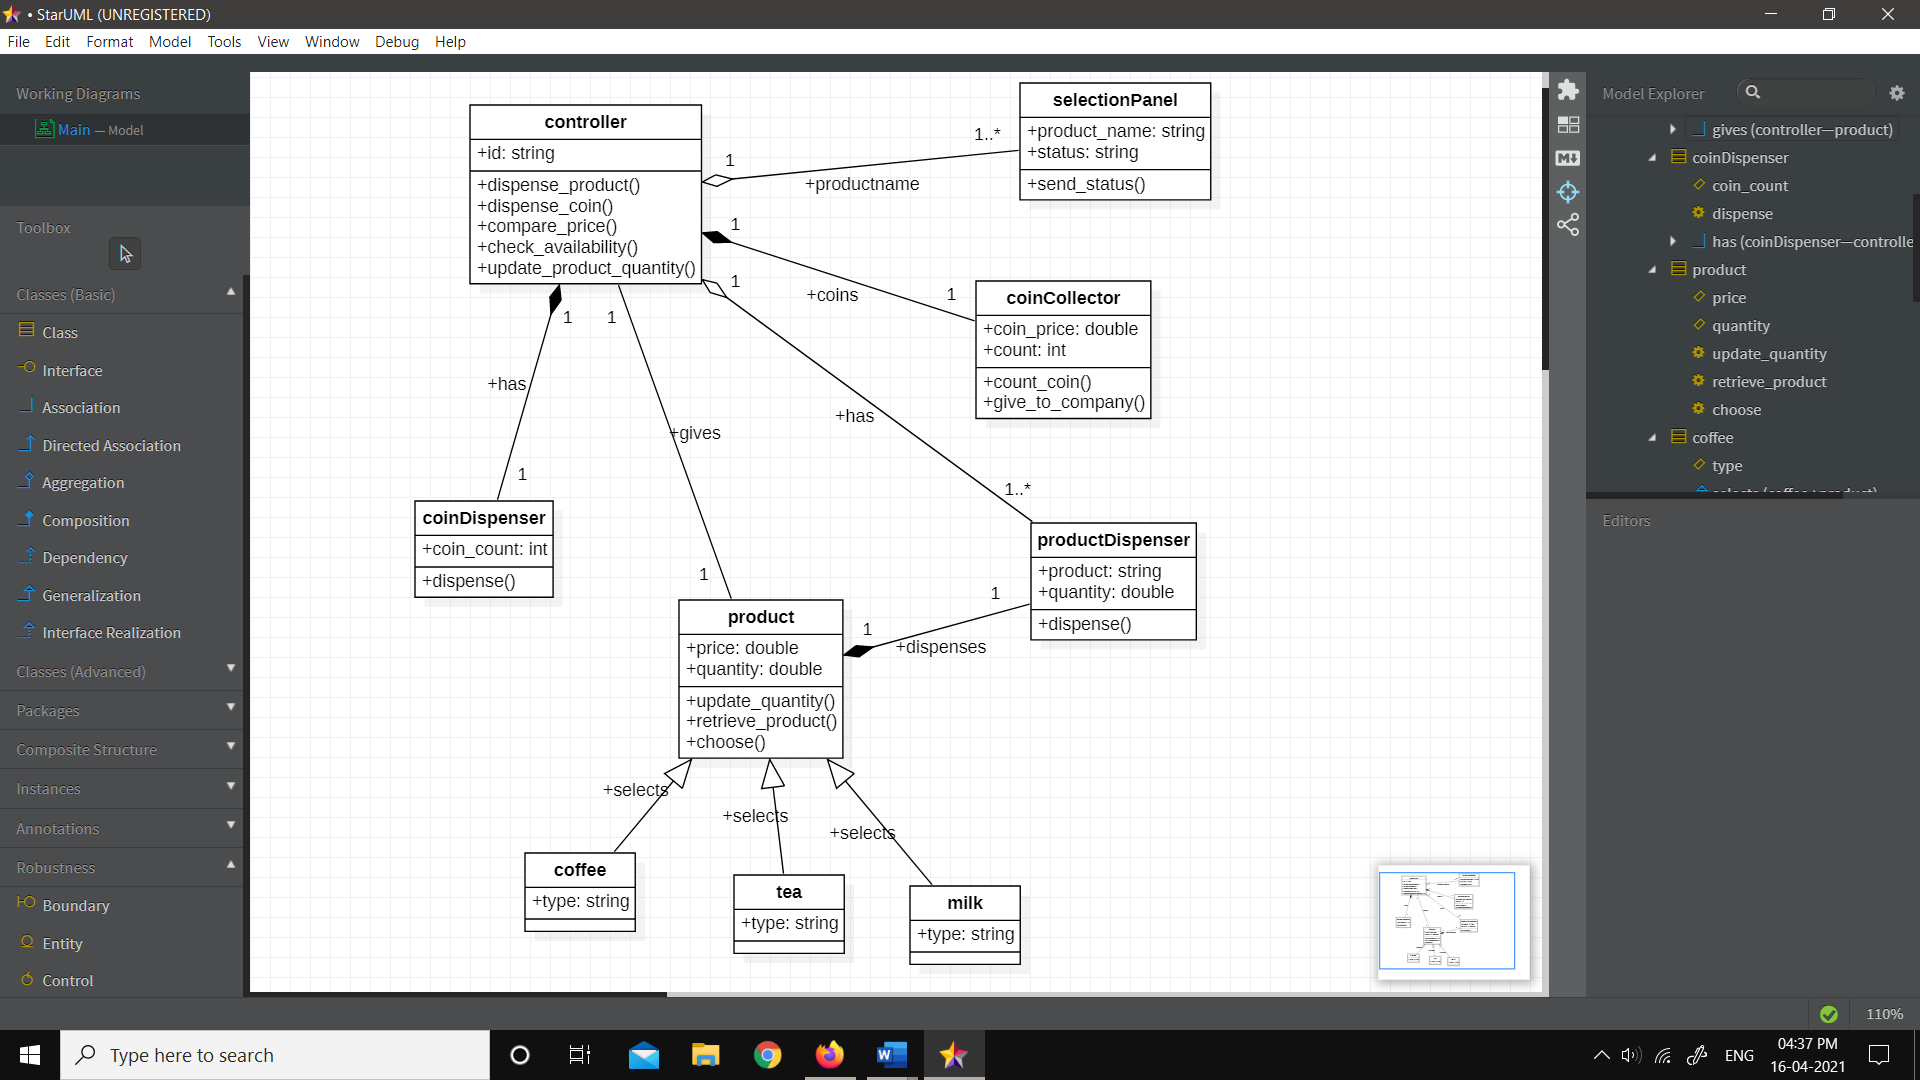 • StarUML (UNREGISTERED)
File Edit Format Model Tools View Window Debug Help
Working Diagrams
Main — Model
Toolbox
Classes (Basic)
Class
Interface
Association
Directed Association
Aggregation
Composition
Dependency
Generalization
Interface Realization
Classes (Advanced)
Packages
Composite Structure
Instances
Annotations
Robustness
Boundary
Entity
Control
controller
+id: string
+dispense_product()
+dispense_coin()
+compare_price()
+check_availability()
+update_product_quantity()
1
1..*
+productname
selectionPanel
+product_name: string
+status: string
+send_status()
1
+coins
1
coinCollector
+coin_price: double
+count: int
+count_coin()
+give_to_company()
1
+has
1..*
1
+has
1
1
+gives
1
coinDispenser
+coin_count: int
+dispense()
productDispenser
+product: string
+quantity: double
+dispense()
product
+price: double
+quantity: double
+update_quantity()
+retrieve_product()
+choose()
1
+dispenses
1
+selects
+selects
+selects
coffee
+type: string
tea
+type: string
milk
+type: string
Model Explorer
gives (controller—product)
coinDispenser
coin_count
dispense
has (coinDispenser—controlle
product
price
quantity
update_quantity
retrieve_product
choose
coffee
type
Editors
110%
Type here to search
ENG
04:37 PM
16-04-2021